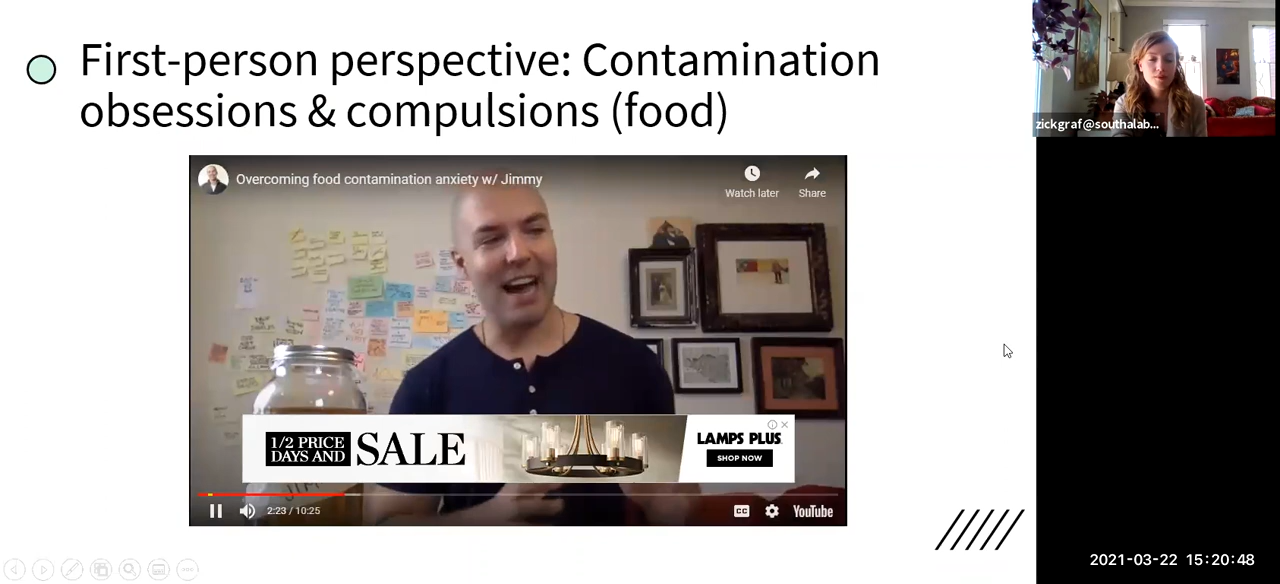 First-person perspective: Contamination
obsessions & compulsions (food)
zickgraf@southalab...
Overcoming food contamination anxiety w/ Jimmy
Watch later
Share
1/2 PRICE
DAYS AND
SALE
LAMPS PLUS
SHOP NOW
2:23 / 10:25
CC
YouTube
2021-03-22 15:20:48